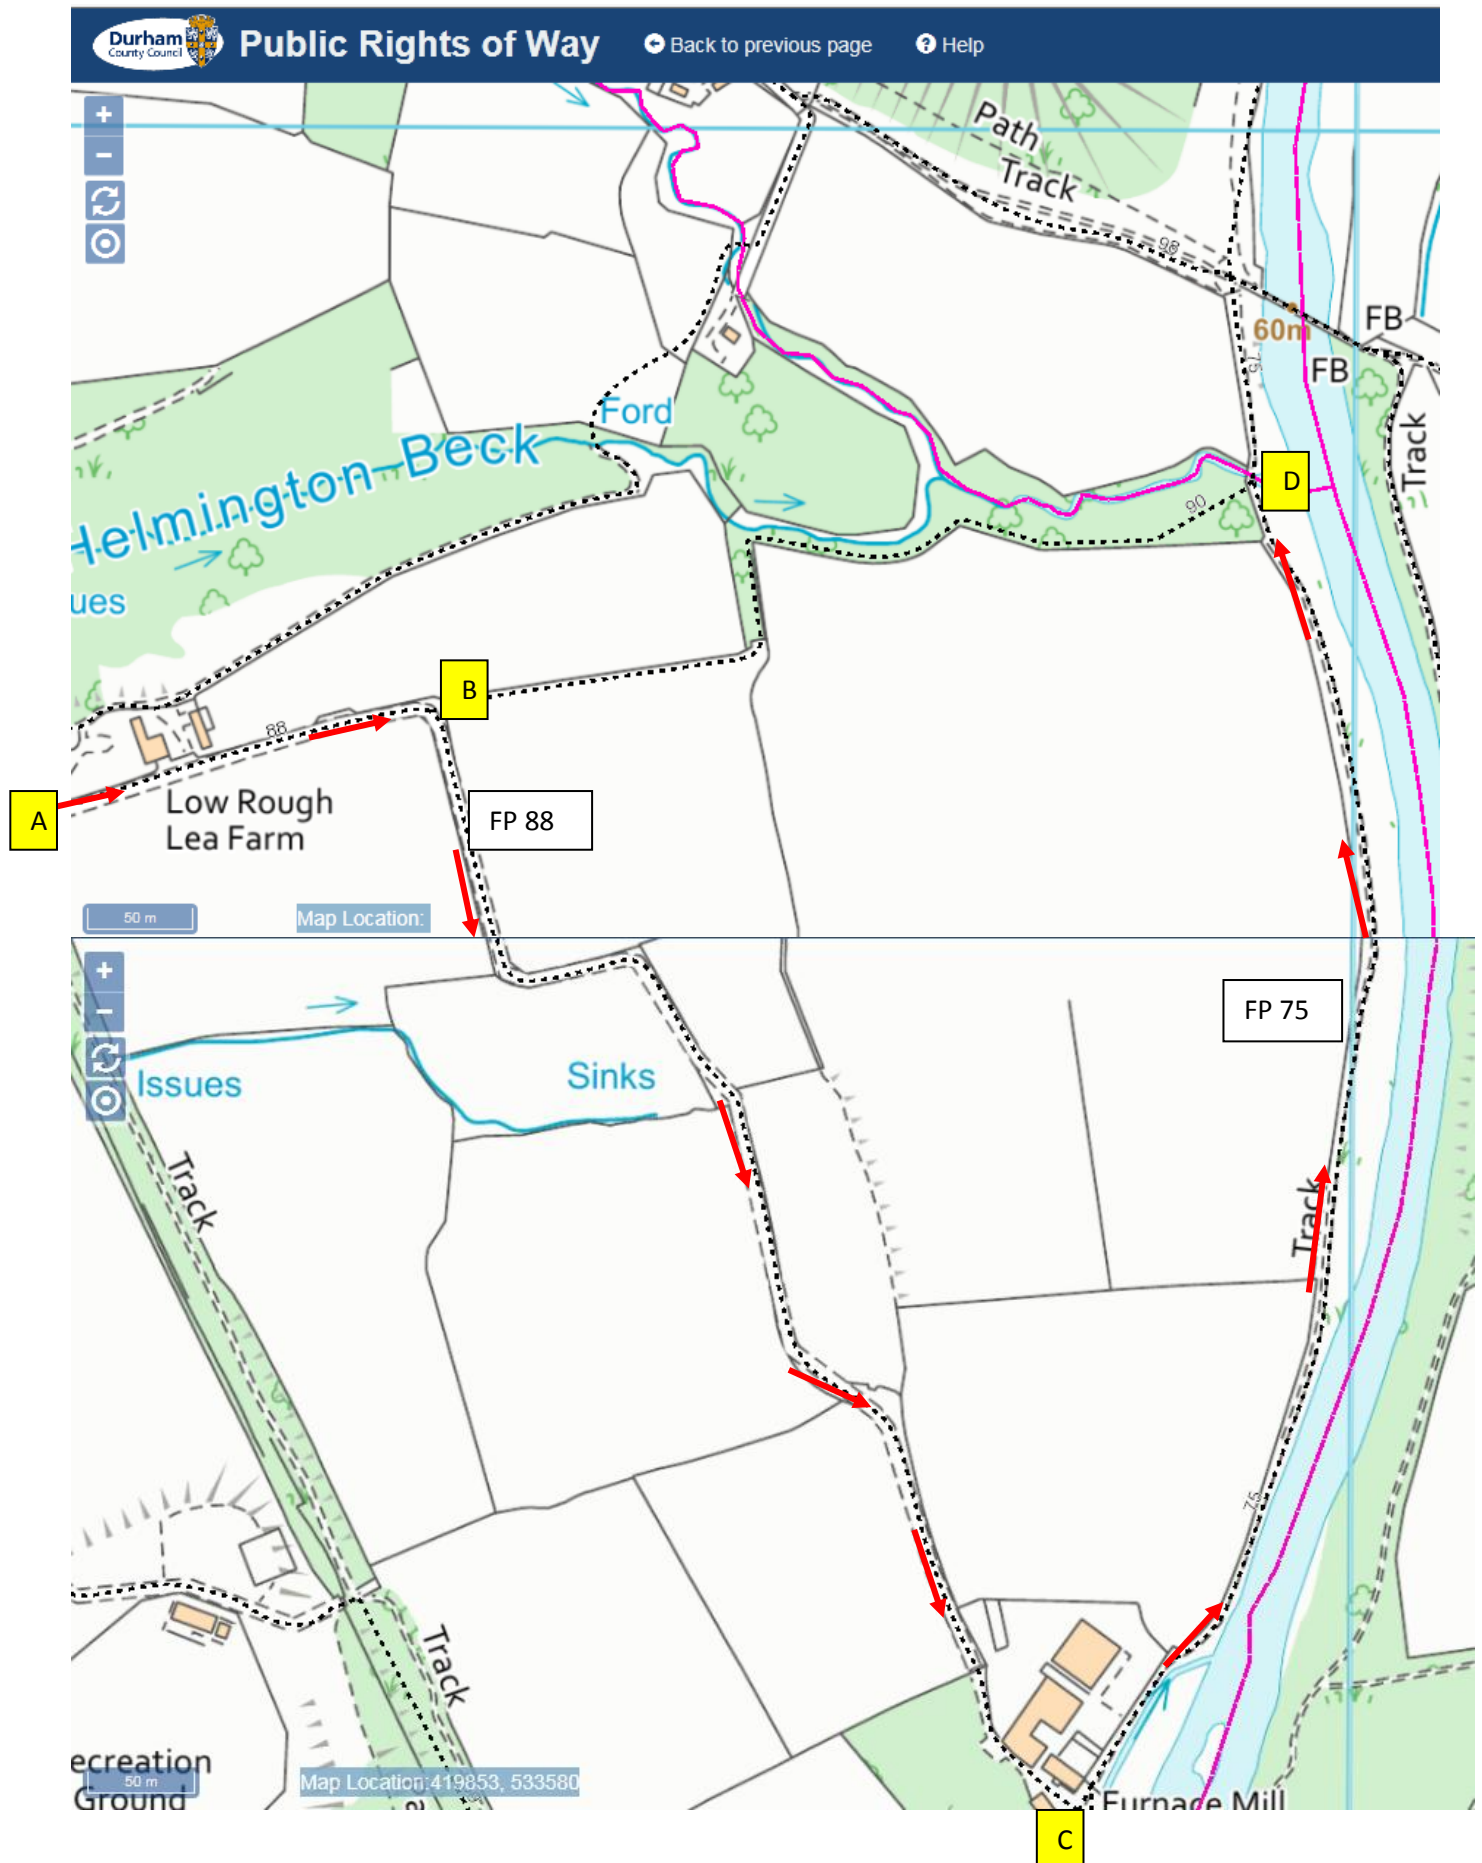 Durham
County Council
Public Rights of Way
Back to previous page
? Help
+
−
Path
Track
98
60m
FB
FB
75
Track
Ford
Helmington Beck
ues
90
D
B
88
A
Low Rough
Lea Farm
FP 88
50 m
Map Location:
+
−
FP 75
Issues
Sinks
Track
Track
75
Track
ecreation
Ground
50 m
Map Location:419853, 533580
a
Furnace Mill
C